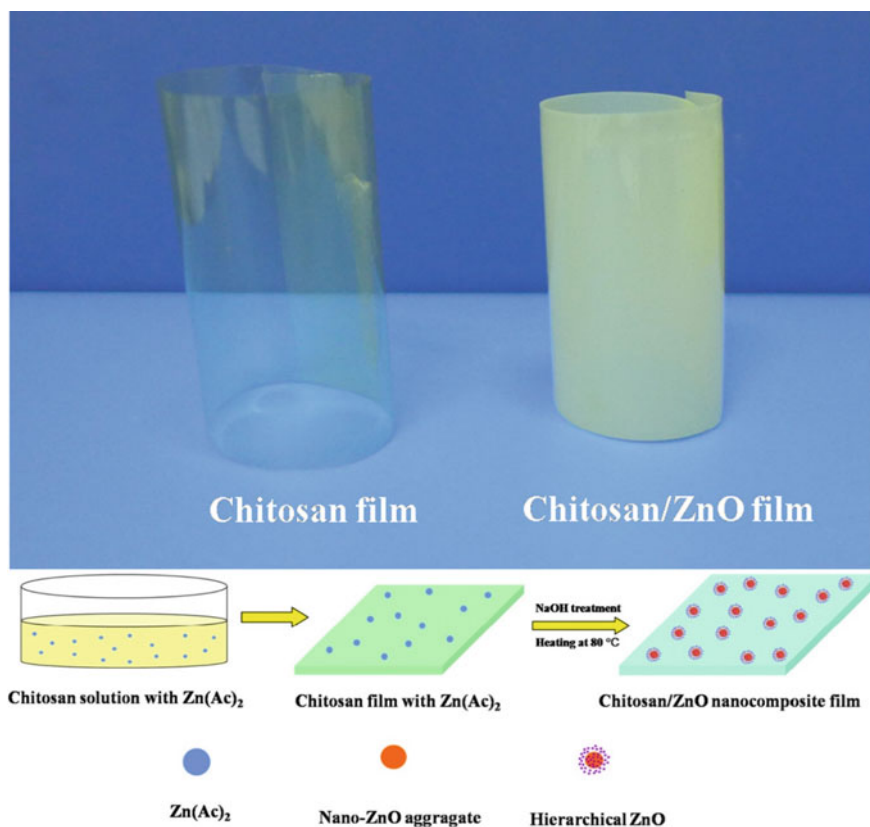 Chitosan film
Chitosan/ZnO film
NaOH treatment
Heating at 80 °C
Chitosan solution with Zn(Ac)₂
Chitosan film with Zn(Ac)₂
Chitosan/ZnO nanocomposite film
Zn(Ac)₂
Nano-ZnO aggragate
Hierarchical ZnO